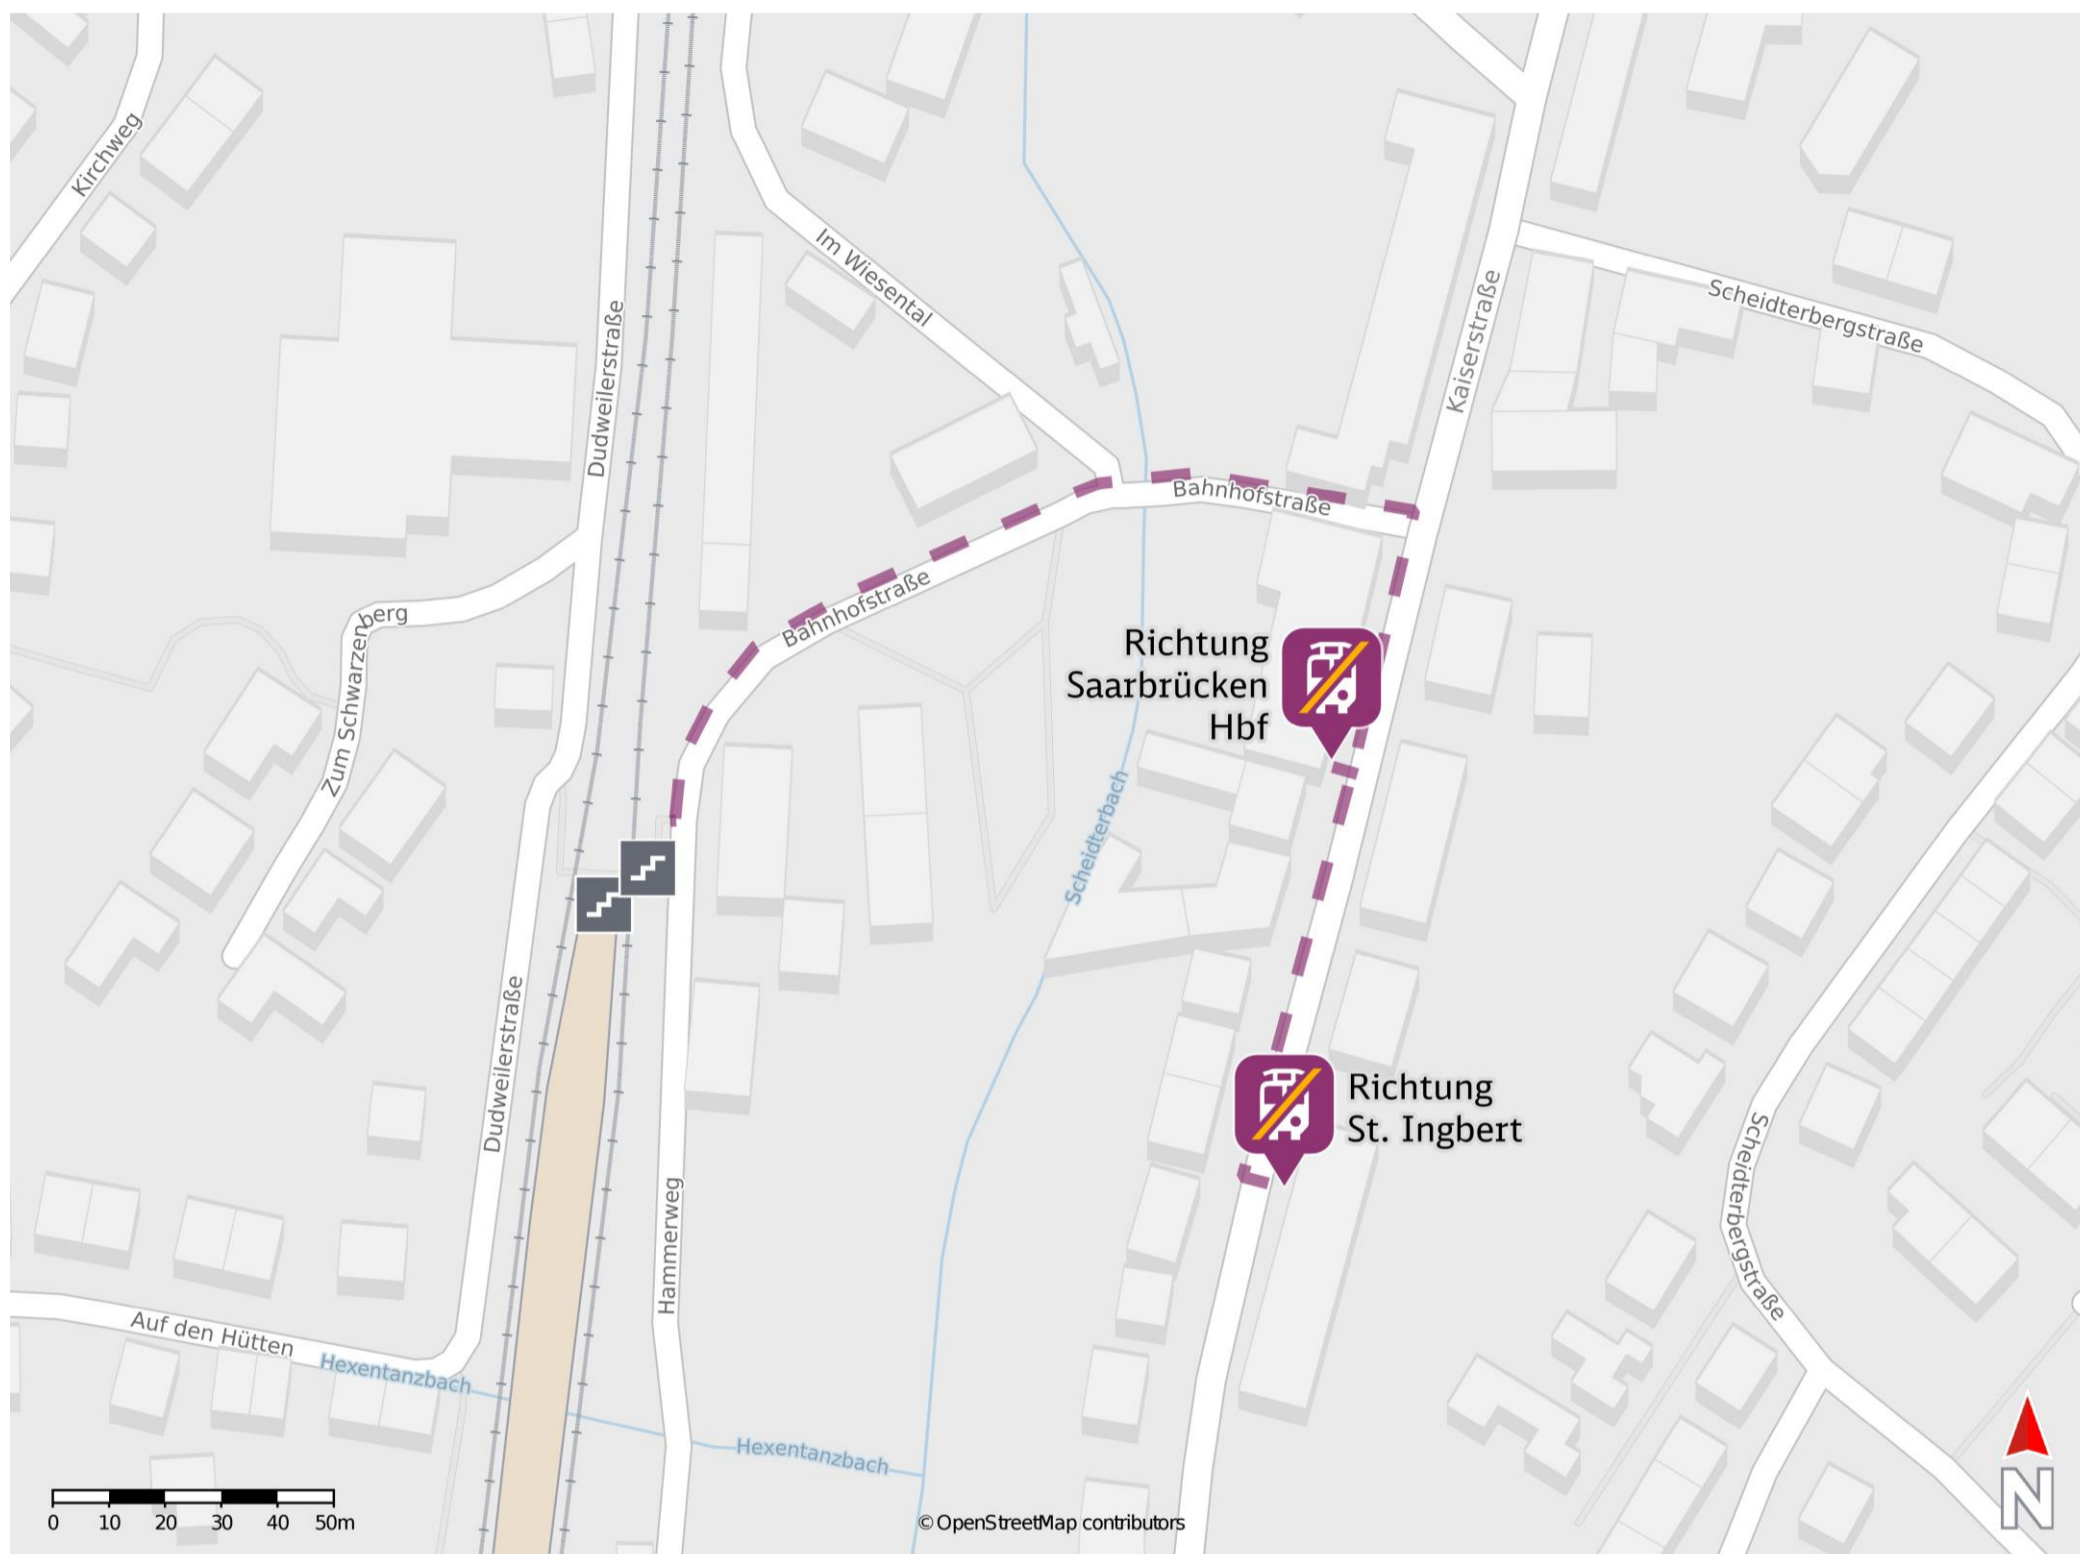 Kirchweg
Im Wiesental
Dudweilerstraße
Kaiserstraße
Scheidterbergstraße
Bahnhofstraße
Bahnhofstraße
Zum Schwarzenberg
Richtung
Saarbrücken
Hbf
Scheidterbach
Dudweilerstraße
Richtung
St. Ingbert
Hammerweg
Scheidterbergstraße
Auf den Hütten
Hexentanzbach
Hexentanzbach
N
0 10 20 30 40 50m
© OpenStreetMap contributors